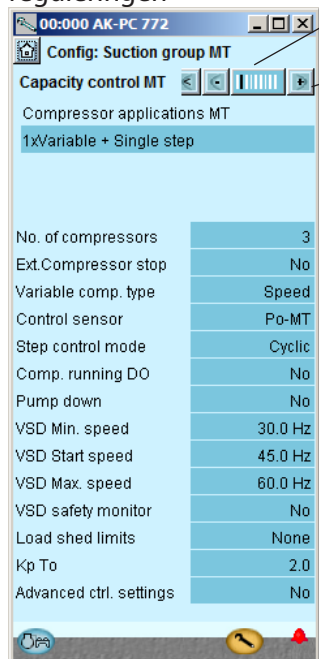 00:000 AK-PC 772
Config: Suction group MT
Capacity control MT
Compressor applications MT
1xVariable + Single step
No. of compressors 3
Ext.Compressor stop No
Variable comp. type Speed
Control sensor Po-MT
Step control mode Cyclic
Comp. running DO No
Pump down No
VSD Min. speed 30.0 Hz
VSD Start speed 45.0 Hz
VSD Max. speed 60.0 Hz
VSD safety monitor No
Load shed limits None
Kp To 2.0
Advanced ctrl. settings No